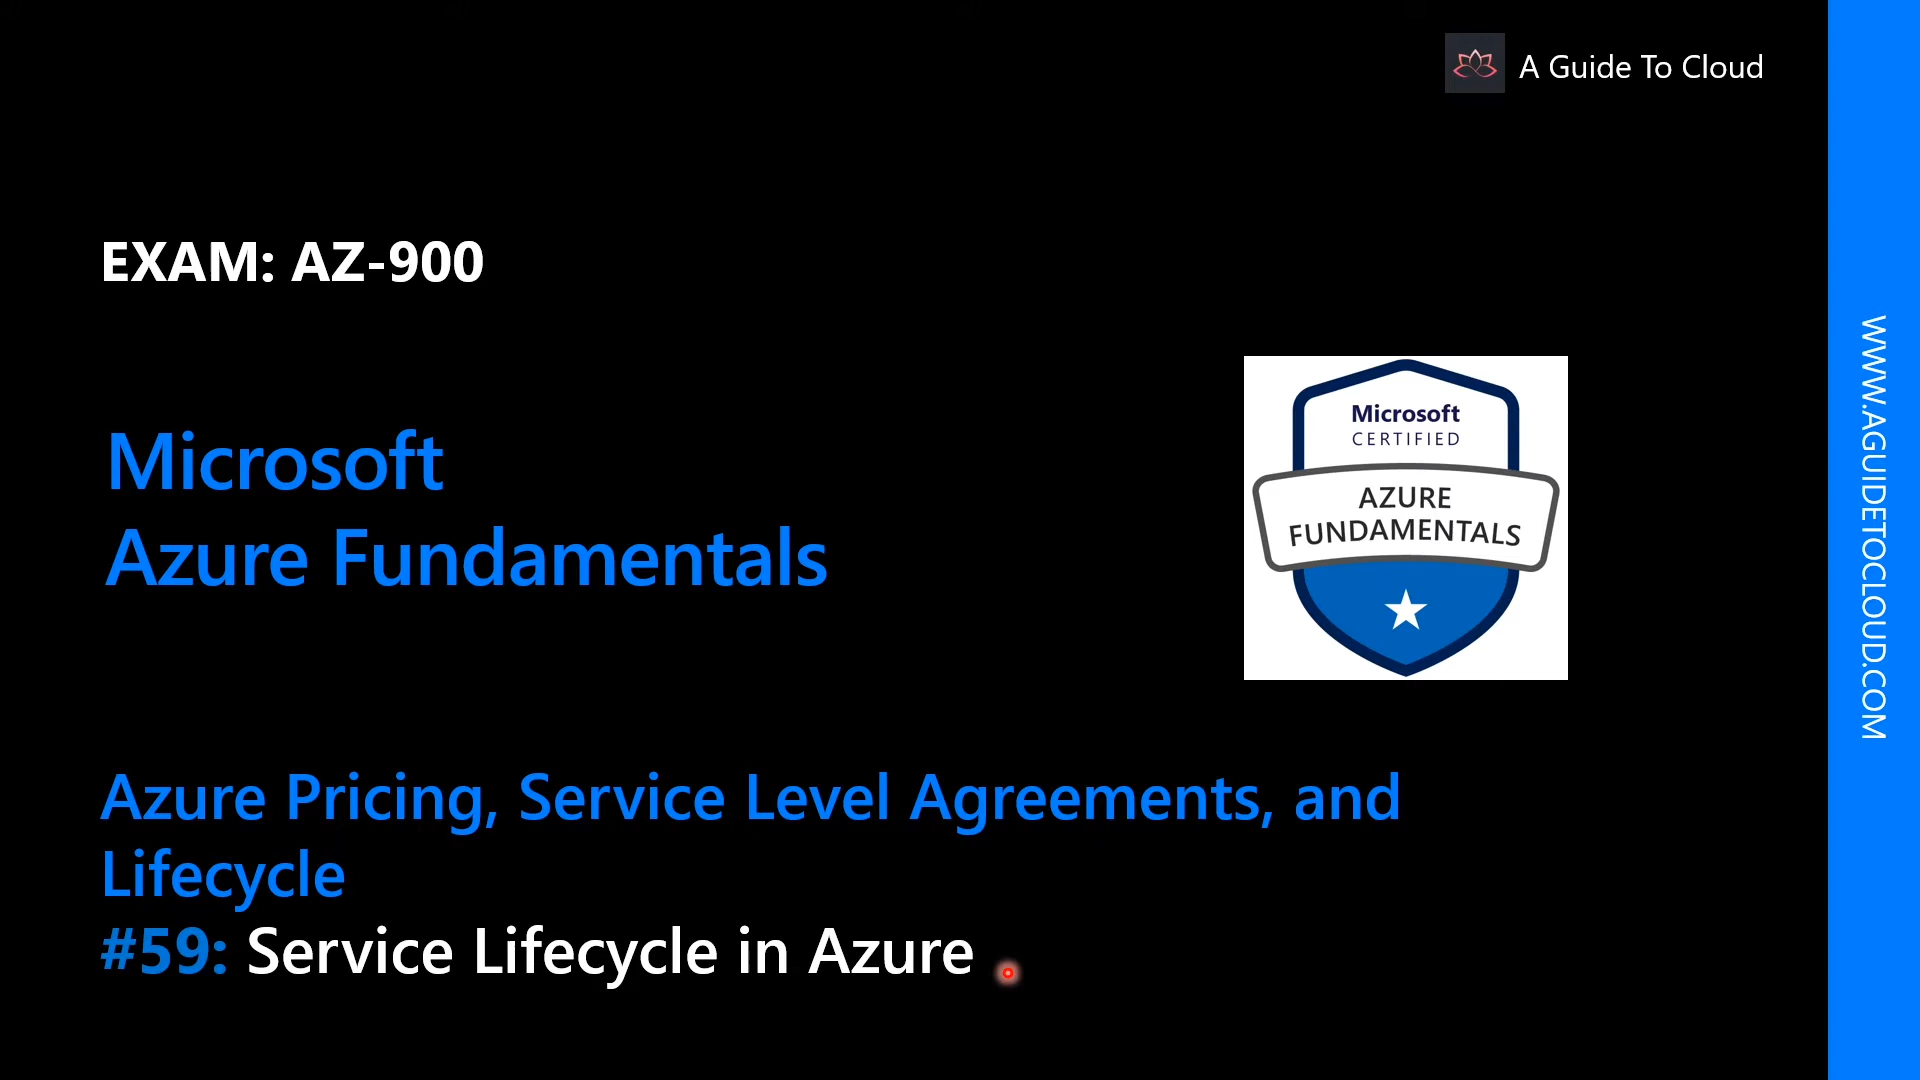 A Guide To Cloud
EXAM: AZ-900
Microsoft
Azure Fundamentals
Microsoft
CERTIFIED
AZURE
FUNDAMENTALS
Azure Pricing, Service Level Agreements, and
Lifecycle
#59: Service Lifecycle in Azure
WWW.AGUIDETOCLOUD.COM